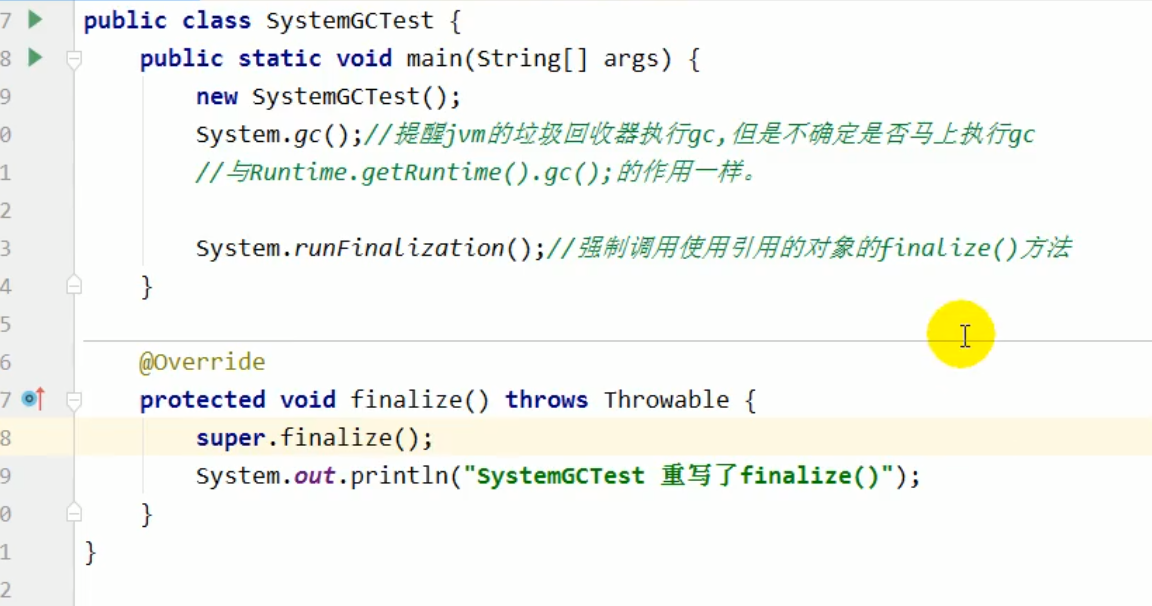 7 public class SystemGCTest {
8 public static void main(String[] args) {
9 new SystemGCTest();
0 System.gc();//提醒jvm的垃圾回收器执行gc,但是不确定是否马上执行gc
1 //与Runtime.getRuntime().gc();的作用一样。
2
3 System.runFinalization();//强制调用使用引用的对象的finalize()方法
4 }
5
6 @Override
7 protected void finalize() throws Throwable {
8 super.finalize();
9 System.out.println("SystemGCTest 重写了finalize()");
0 }
1 }
2